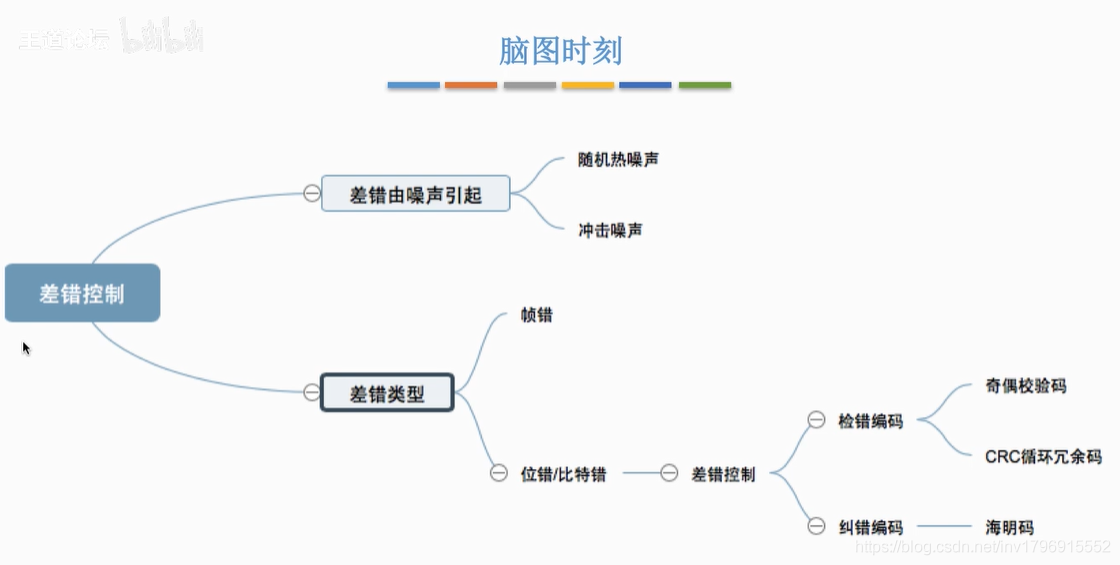 王道论坛 bilibili
脑图时刻
随机热噪声
差错由噪声引起
冲击噪声
差错控制
帧错
差错类型
奇偶校验码
检错编码
CRC循环冗余码
位错/比特错
差错控制
纠错编码
海明码
https://blog.csdn.net/lnv1796915552